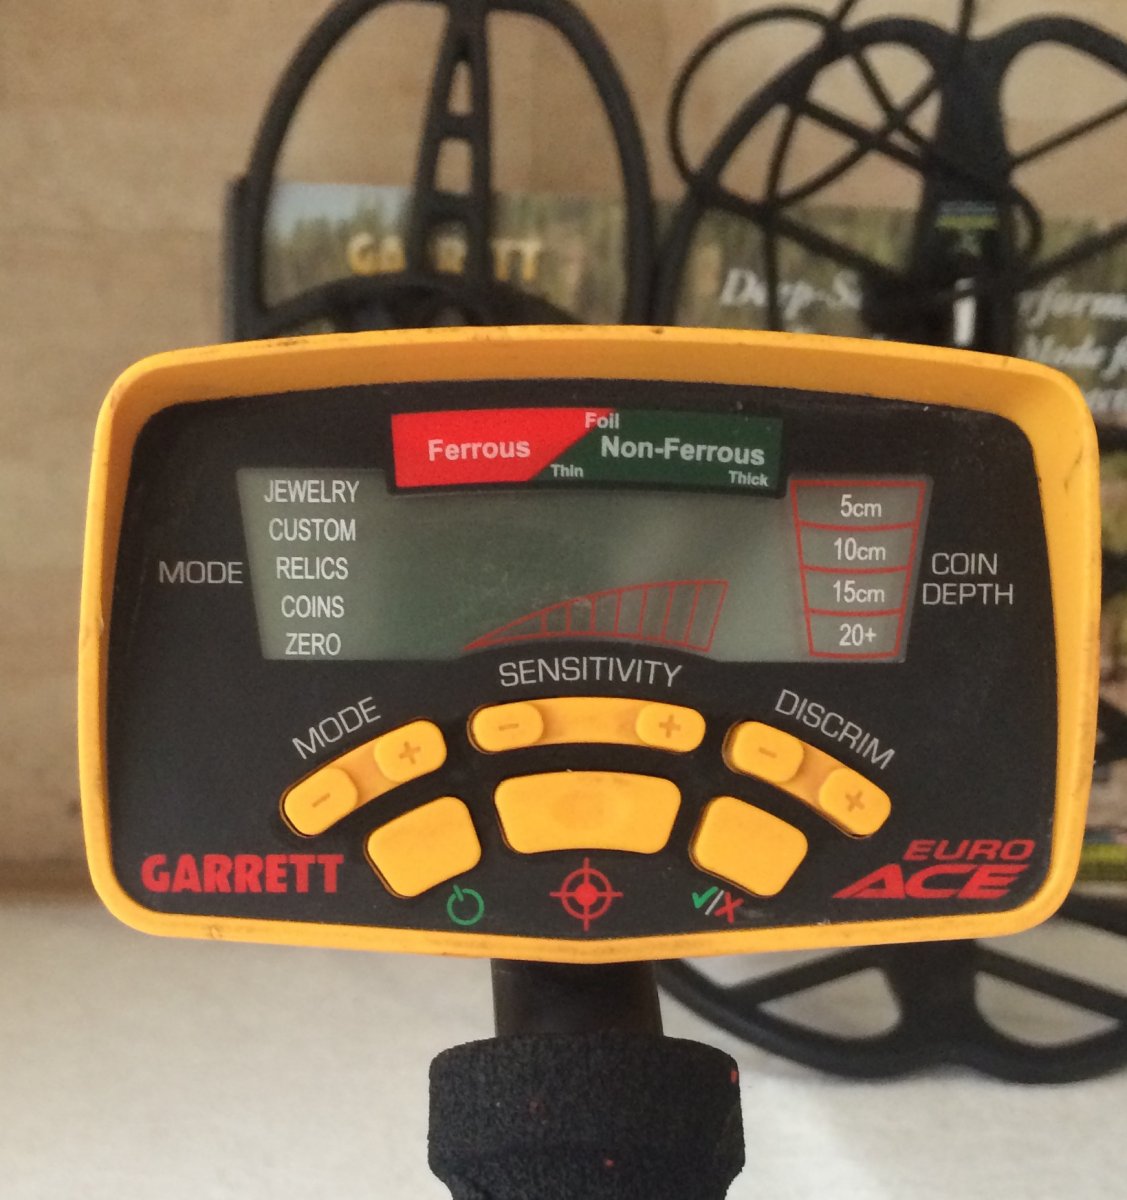 GARRETT
Foil
Ferrous
Non-Ferrous
Thin
Thick
JEWELRY
CUSTOM
RELICS
COINS
ZERO
MODE
5cm
10cm
15cm
20+
COIN
DEPTH
SENSITIVITY
MODE
DISCRIM
- +
- +
- +
GARRETT
EURO
ACE